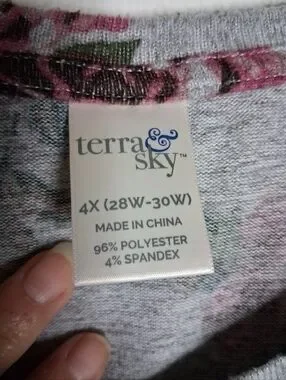 terra &
sky™
4X (28W-30W)
MADE IN CHINA
96% POLYESTER
4% SPANDEX